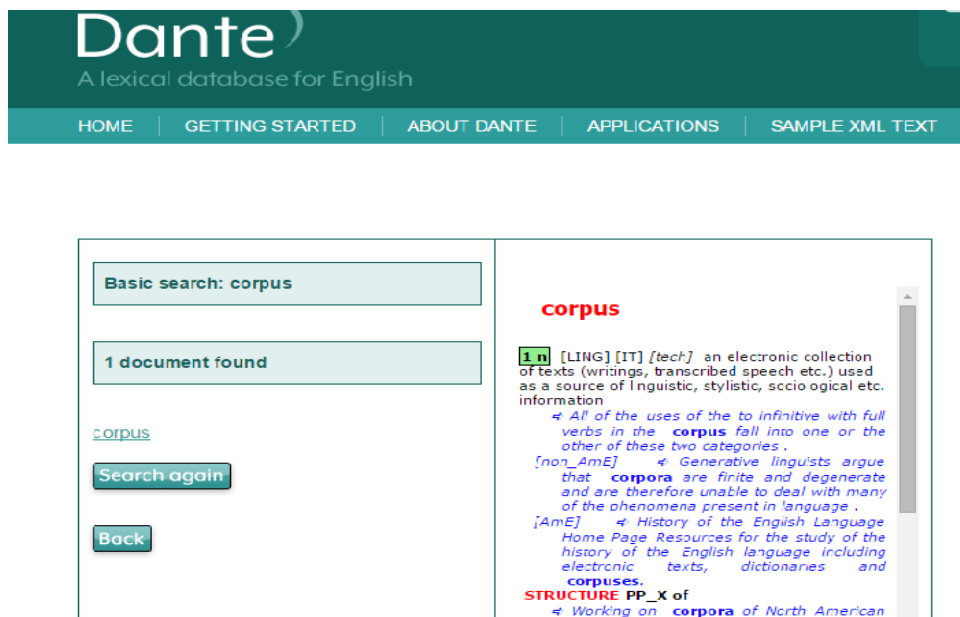 Dante
A lexical database for English
HOME GETTING STARTED ABOUT DANTE APPLICATIONS SAMPLE XML TEXT
Basic search: corpus
1 document found
corpus
Search again
Back
corpus
1 n [LING] [IT] [tech] an electronic collection
of texts (writings, transcribed speech etc.) used
as a source of linguistic, stylistic, sociological etc.
information
All of the uses of the to infinitive with full
verbs in the corpus fall into one or the
other of these two categories .
[non_AmE] Generative linguists argue
that corpora are finite and degenerate
and are therefore unable to deal with many
of the phenomena present in language .
[AmE] History of the English Language
Home Page Resources for the study of the
history of the English language including
electronic texts, dictionaries and
corpuses.
STRUCTURE PP_X of
Working on corpora of North American